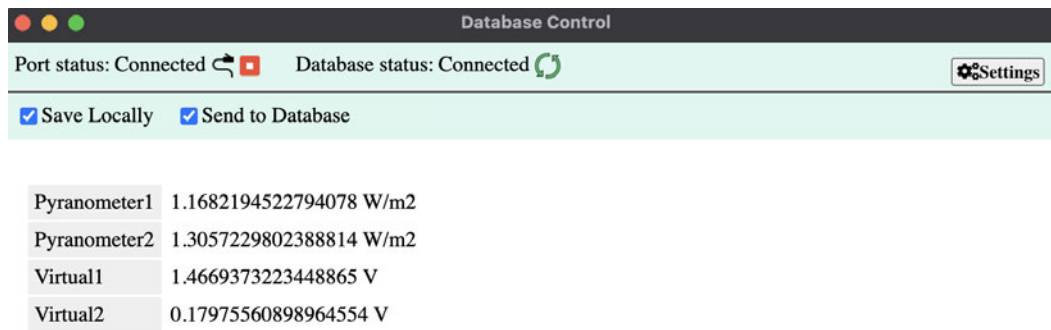 Database Control
Port status: Connected Database status: Connected Settings
Save Locally Send to Database
Pyranometer1 1.1682194522794078 W/m2
Pyranometer2 1.3057229802388814 W/m2
Virtual1 1.4669373223448865 V
Virtual2 0.17975560898964554 V